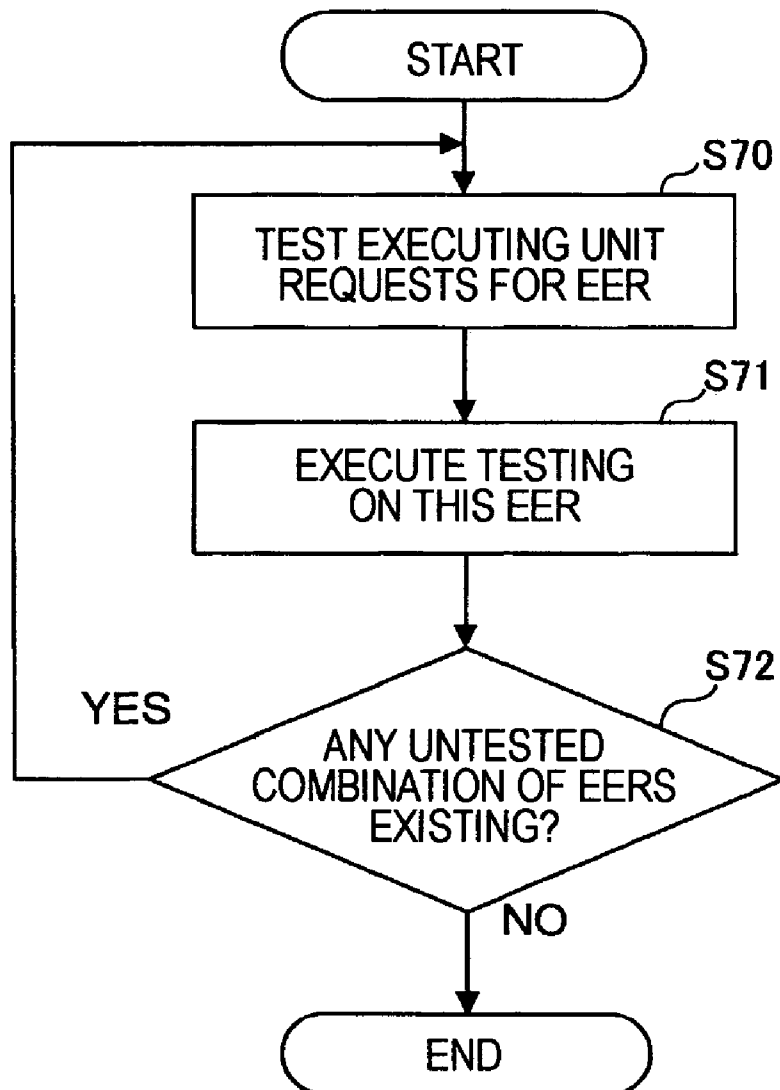 START
S70
TEST EXECUTING UNIT
REQUESTS FOR EER
S71
EXECUTE TESTING
ON THIS EER
S72
YES
ANY UNTESTED
COMBINATION OF EERS
EXISTING?
NO
END